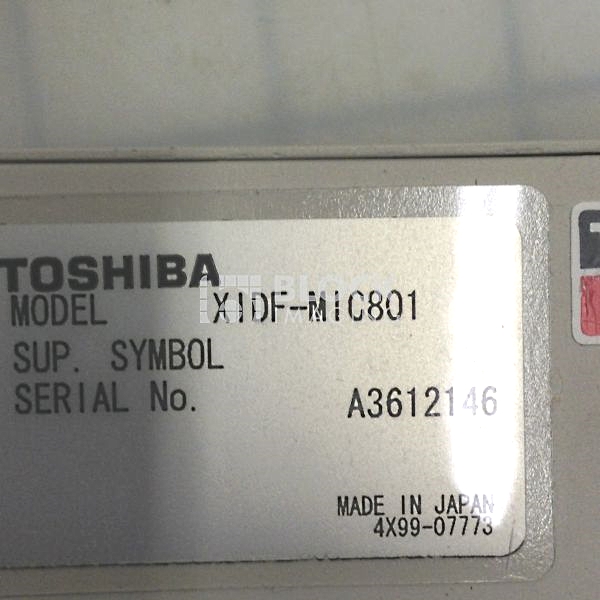 TOSHIBA
MODEL XIDF-MIC801
SUP. SYMBOL
SERIAL No. A3612146
MADE IN JAPAN
4X99-07773